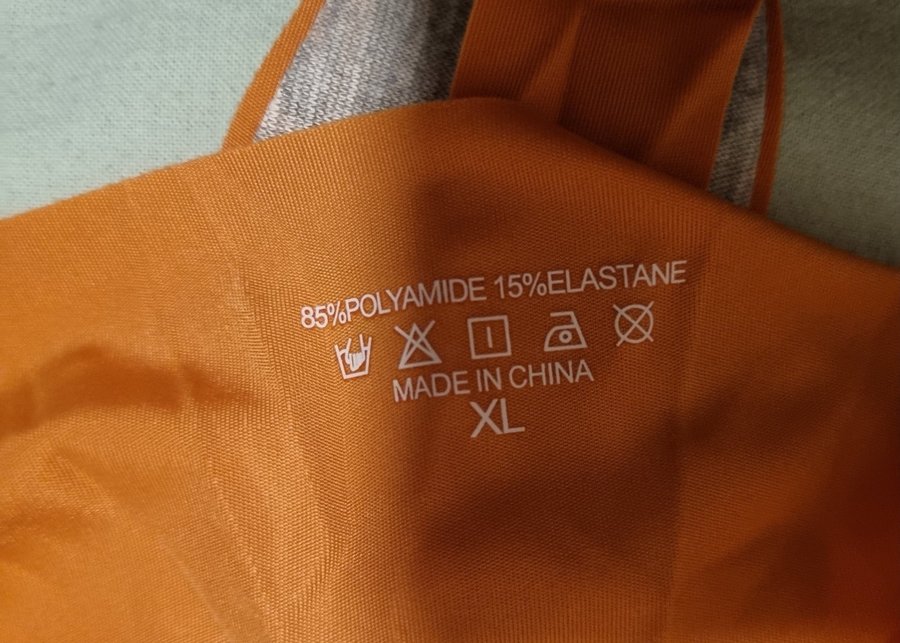 85%POLYAMIDE 15%ELASTANE
MADE IN CHINA
XL